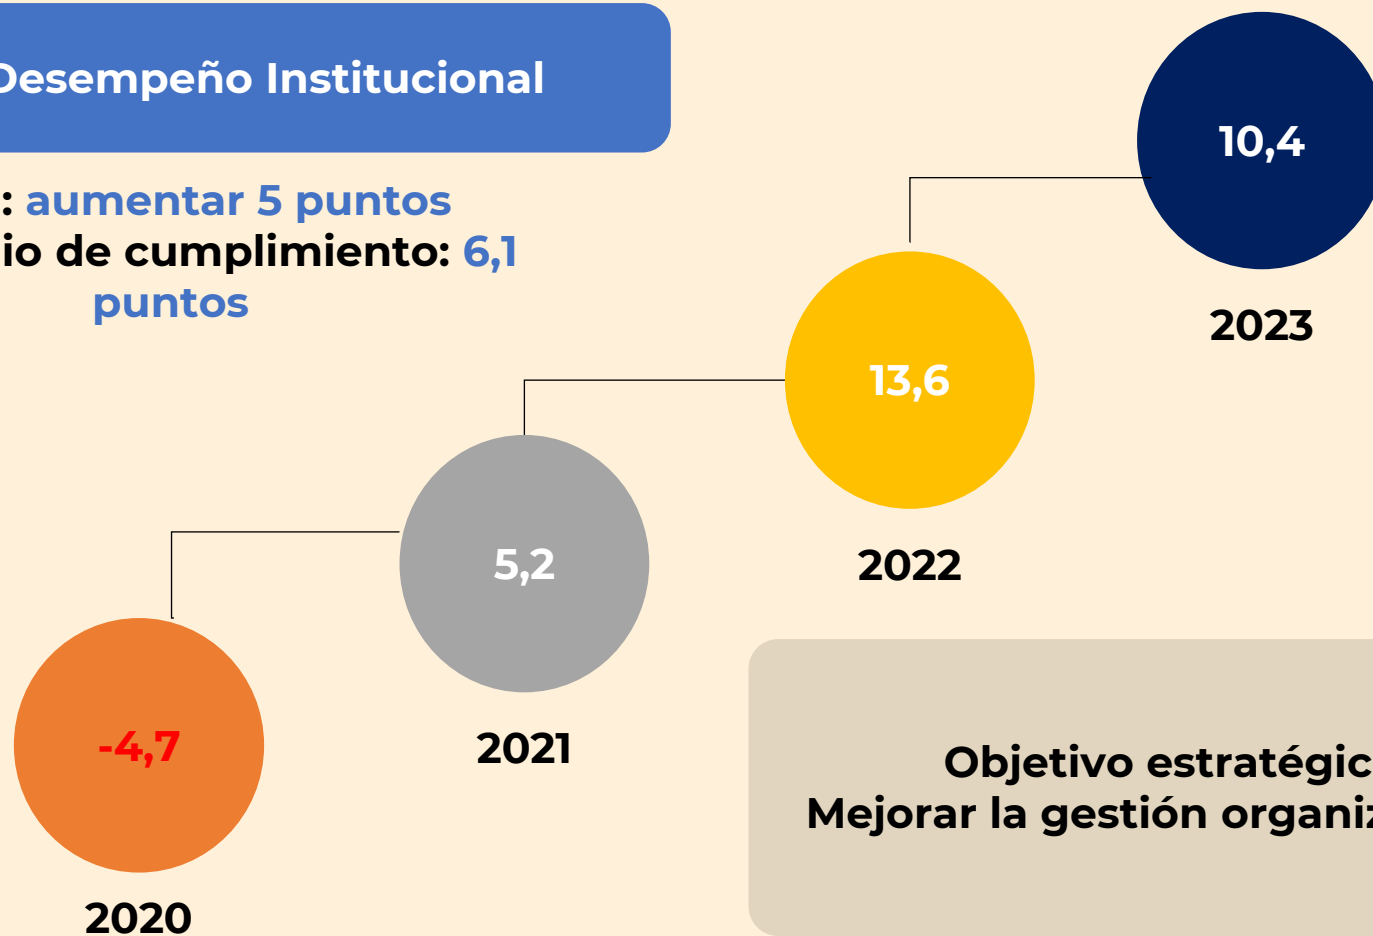 Desempeño Institucional
: aumentar 5 puntos
io de cumplimiento: 6,1
puntos
10,4
2023
13,6
2022
5,2
2021
-4,7
2020
Objetivo estratégic
Mejorar la gestión organiz